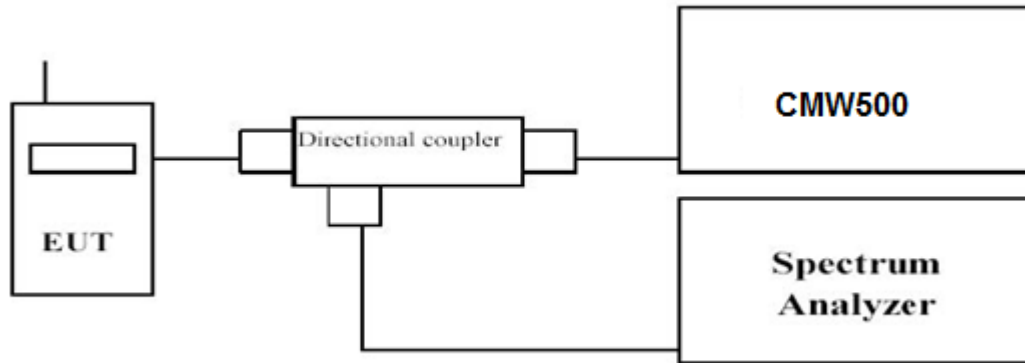 EUT
Directional coupler
CMW500
Spectrum
Analyzer